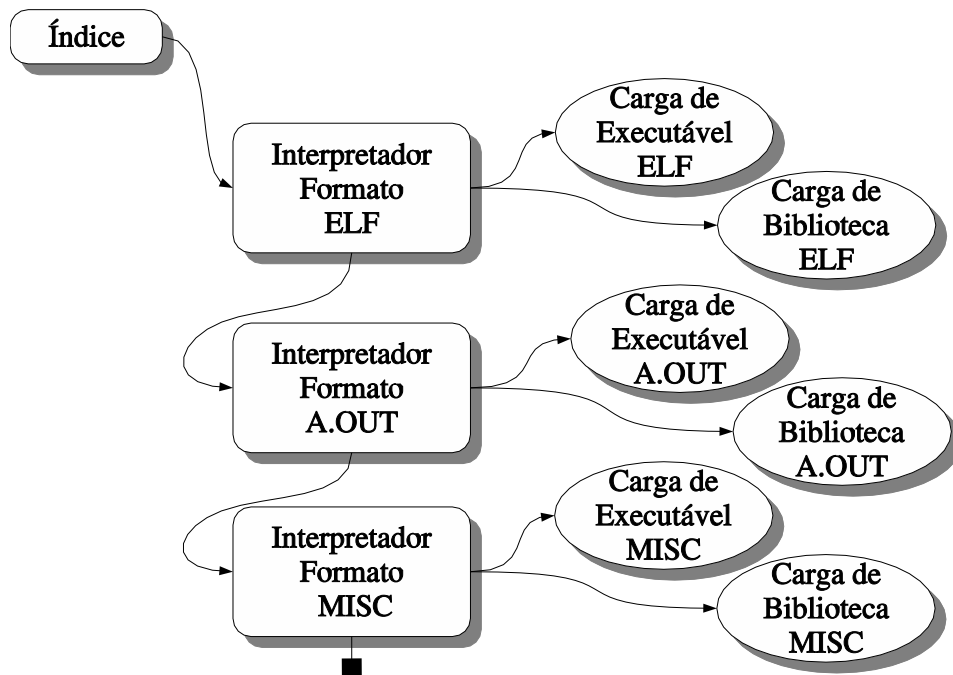 Índice
Interpretador
Formato
ELF
Carga de
Executável
ELF
Carga de
Biblioteca
ELF
Interpretador
Formato
A.OUT
Carga de
Executável
A.OUT
Carga de
Biblioteca
A.OUT
Interpretador
Formato
MISC
Carga de
Executável
MISC
Carga de
Biblioteca
MISC